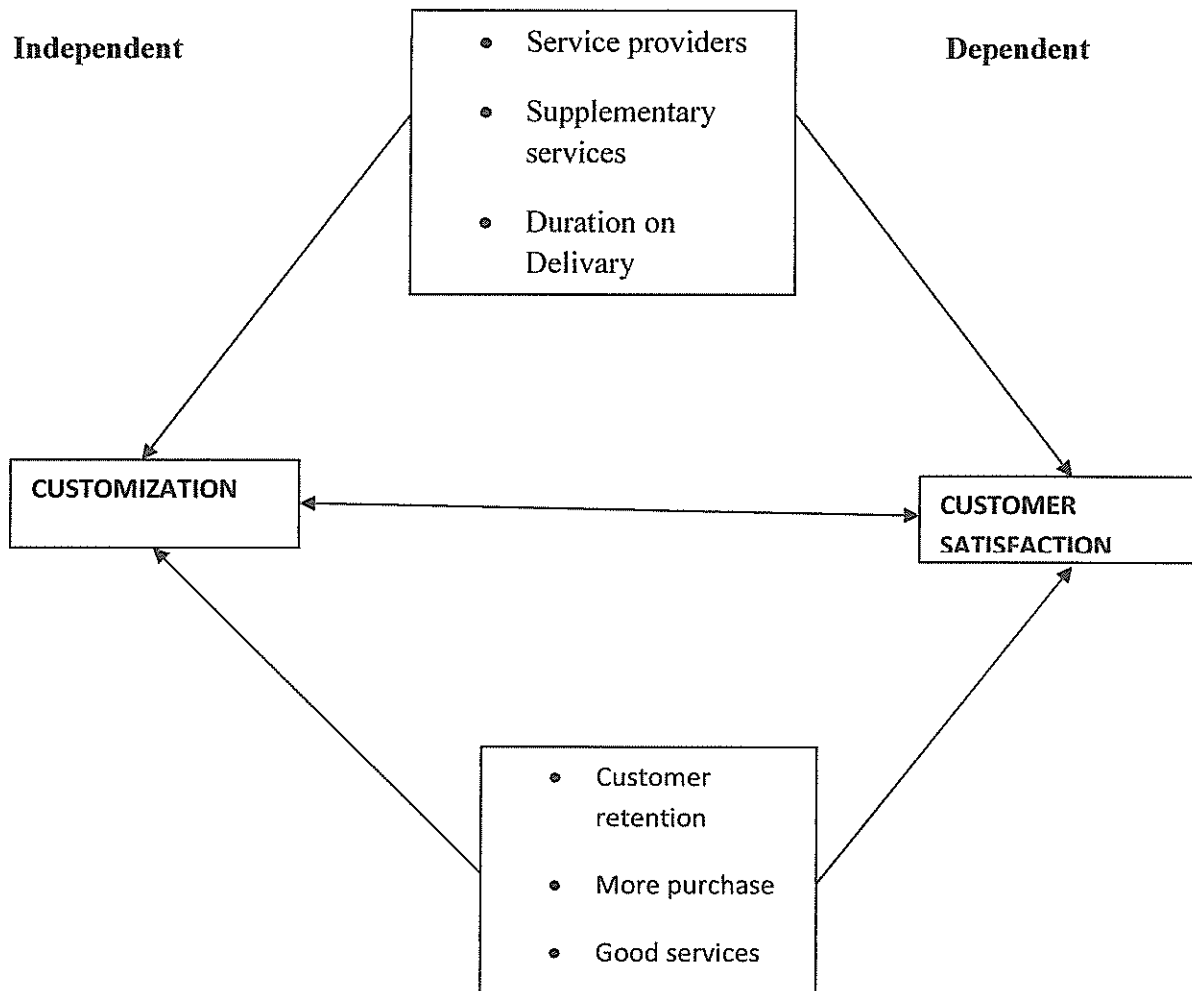 Independent
• Service providers
• Supplementary
services
• Duration on
Delivary
Dependent
CUSTOMIZATION
CUSTOMER
SATISFACTION
• Customer
retention
• More purchase
• Good services